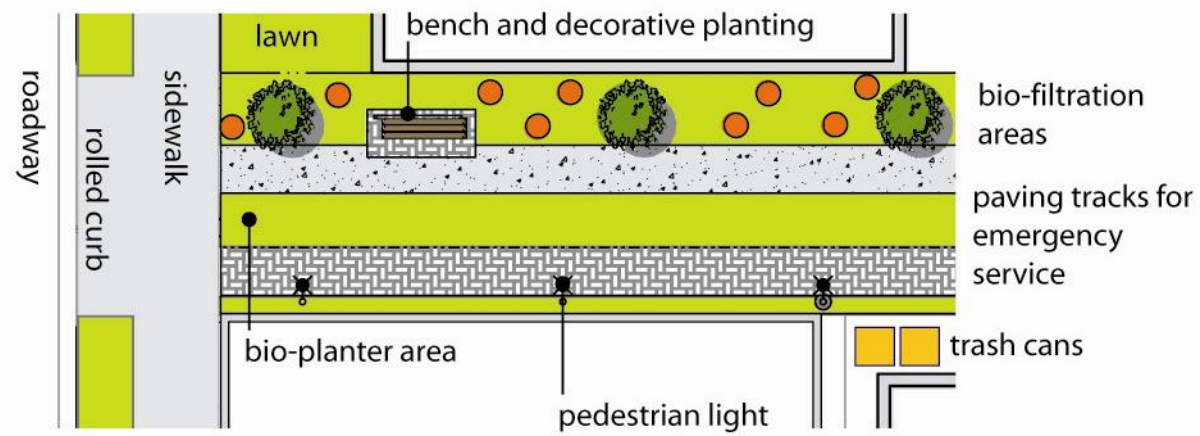 lawn
bench and decorative planting
roadway
rolled curb
sidewalk
bio-filtration
areas
paving tracks for
emergency
service
bio-planter area
trash cans
pedestrian light